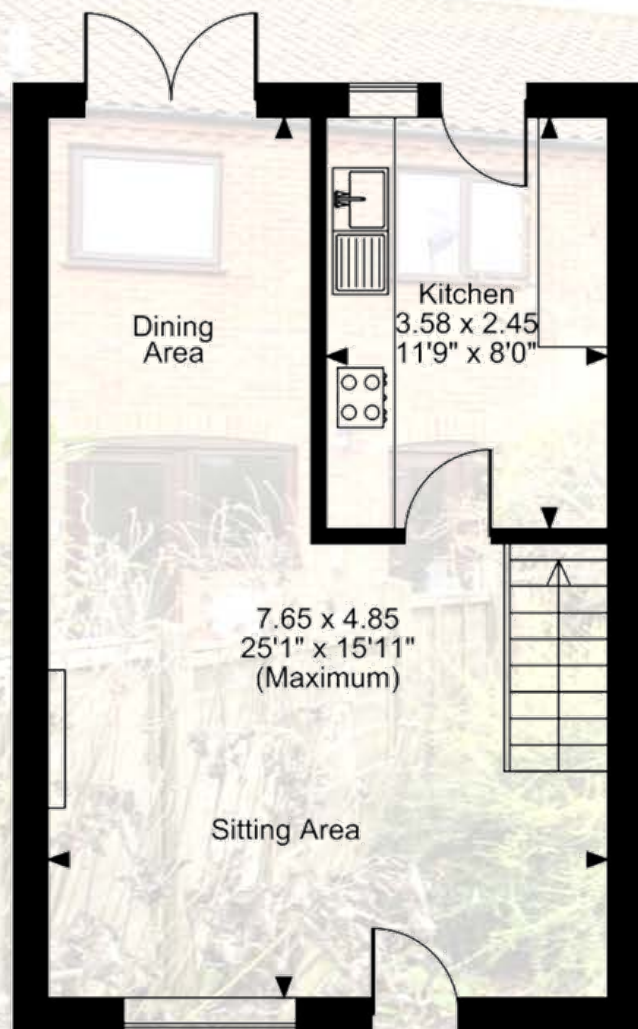 Dining
Area
Kitchen
3.58 x 2.45
11'9" x 8'0"
7.65 x 4.85
25'1" x 15'11"
(Maximum)
Sitting Area